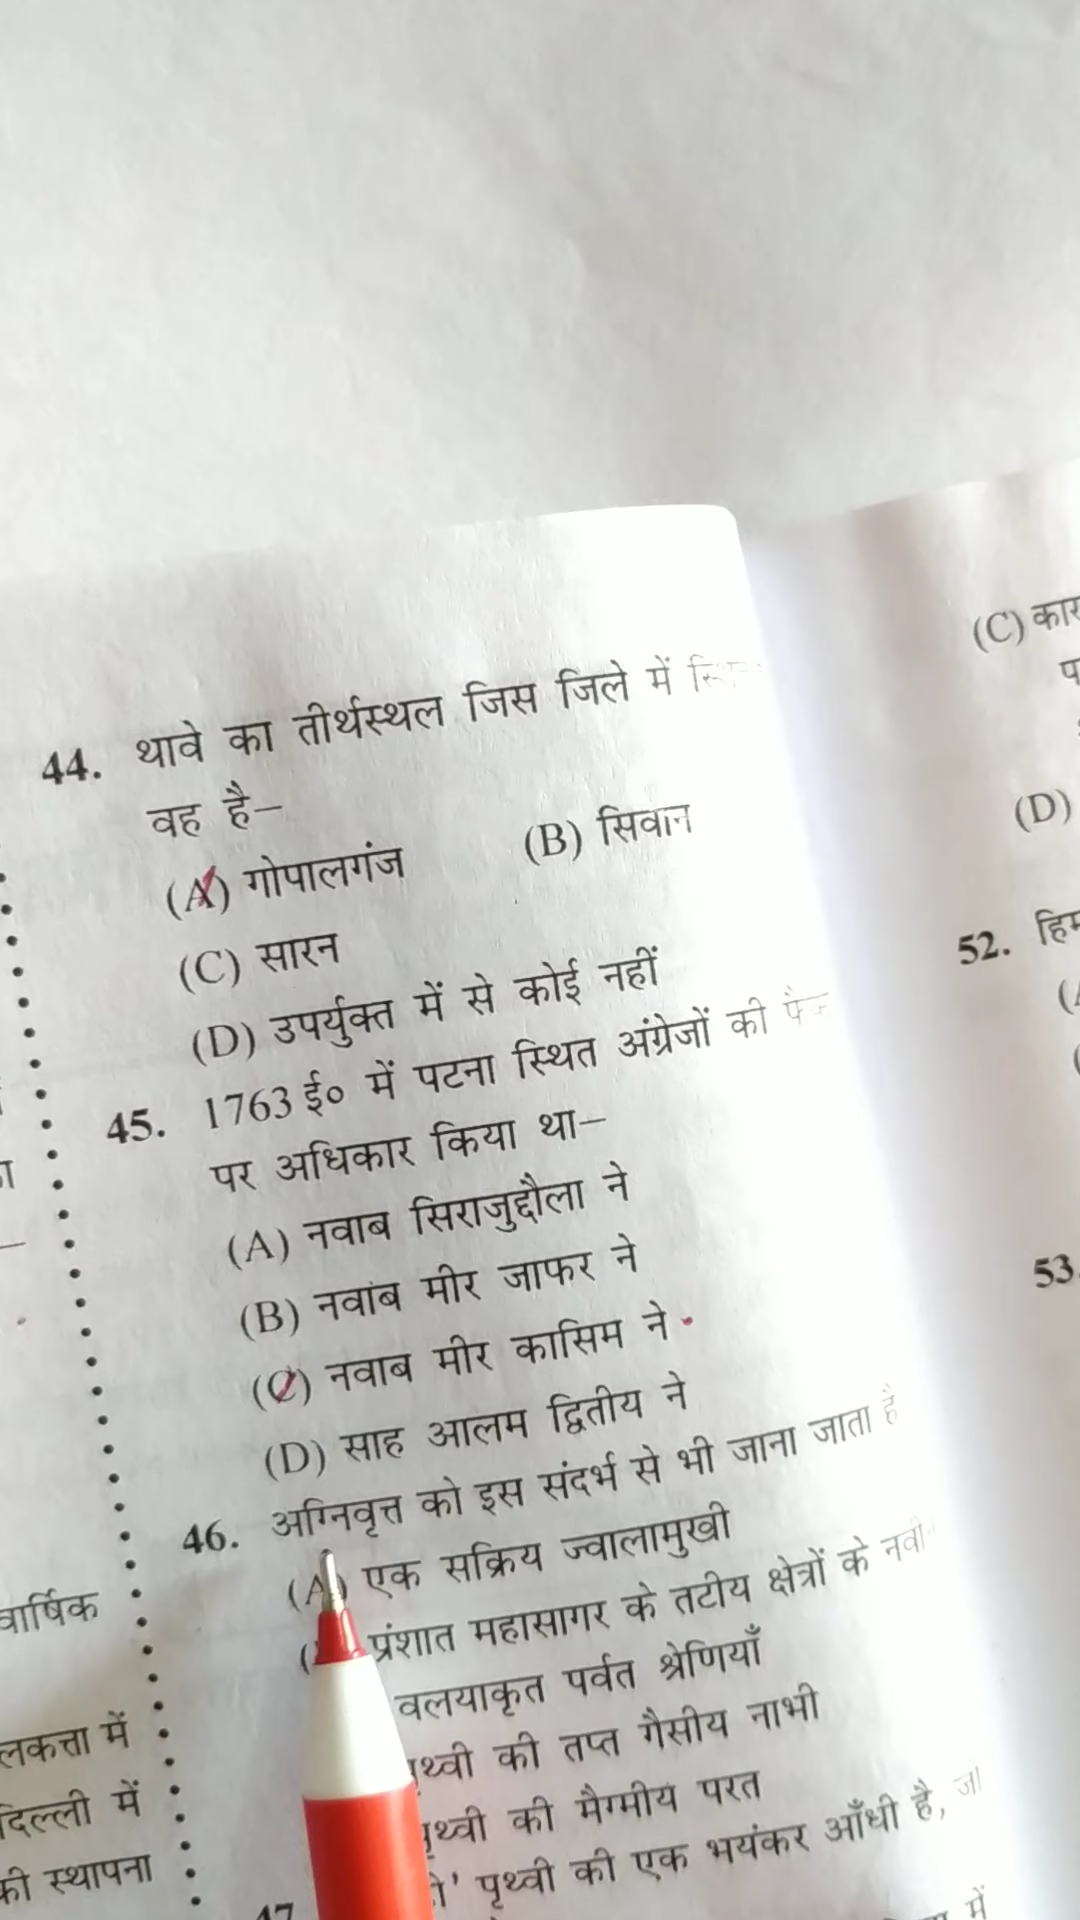 44. थावे का तीर्थस्थल जिस जिले में
वह है–
(A) गोपालगंज (B) सिवान
(C) सारन
(D) उपर्युक्त में से कोई नहीं
45. 1763 ई० में पटना स्थित अंग्रेजों की
पर अधिकार किया था–
(A) नवाब सिराजुद्दौला ने
(B) नवांब मीर जाफर ने
(C) नवाब मीर कासिम ने
(D) साह आलम द्वितीय ने
46. अग्निवृत्त को इस संदर्भ से भी जाना जाता है
(A) एक सक्रिय ज्वालामुखी
प्रंशात महासागर के तटीय क्षेत्रों के
वलयाकृत पर्वत श्रेणियाँ
की तप्त गैसीय नाभी
की मैग्मीय परत
47
पृथ्वी की एक भयंकर आँधी है,
में
वार्षिक
में
में
की स्थापना
(C)
(D)
52.
53.